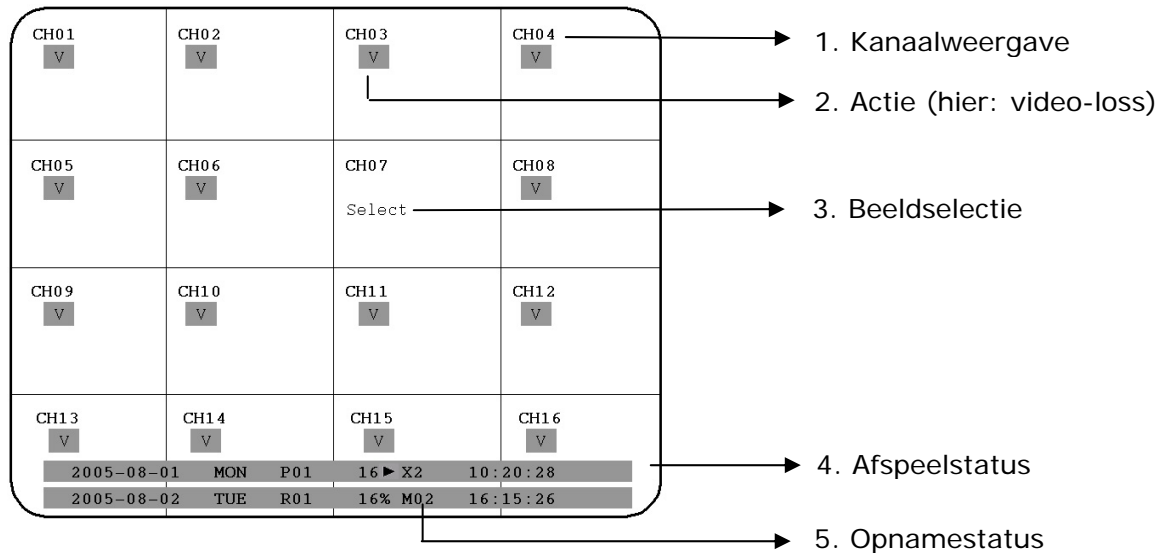 CH01 CH02 CH03 CH04 1. Kanaalweergave
V V V V
2. Actie (hier: video-loss)
CH05 CH06 CH07 CH08
V V V
Select 3. Beeldselectie
CH09 CH10 CH11 CH12
V V V V
CH13 CH14 CH15 CH16
V V V V
2005-08-01 MON P01 16► X2 10:20:28 4. Afspeelstatus
2005-08-02 TUE R01 16% M02 16:15:26
5. Opnamestatus